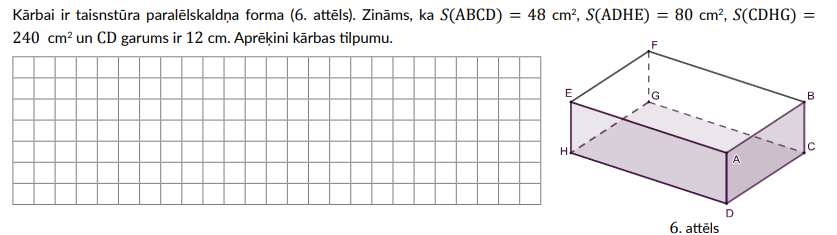 Kārbai ir taisnstūra paralēlskaldņa forma (6. attēls). Zināms, ka S(ABCD) = 48 cm², S(ADHE) = 80 cm², S(CDHG) =
240 cm² un CD garums ir 12 cm. Aprēķini kārbas tilpumu.
F
E
G
B
H
A
C
D
6. attēls